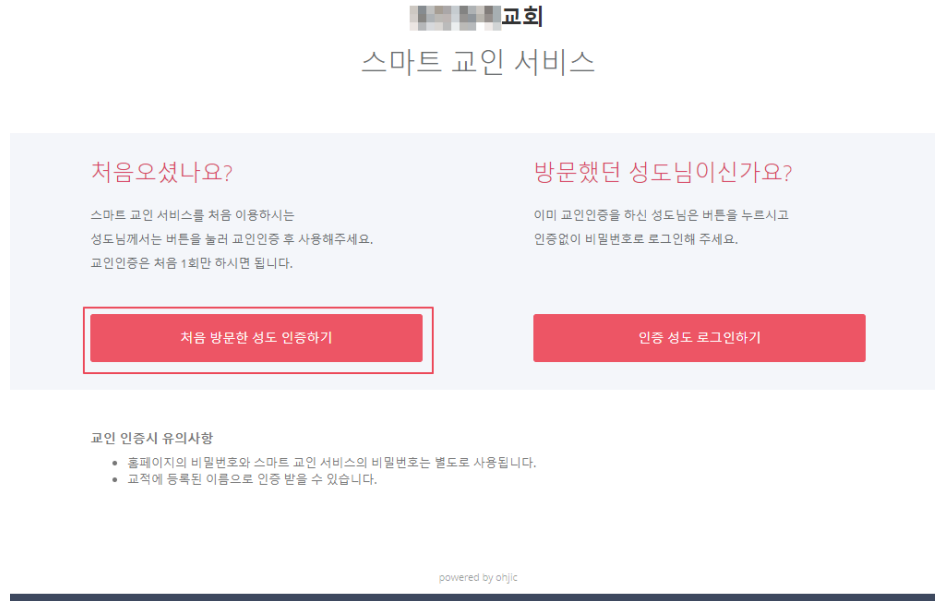 교회
스마트 교인 서비스
처음오셨나요?
스마트 교인 서비스를 처음 이용하시는
성도님께서는 버튼을 눌러 교인인증 후 사용해주세요.
교인인증은 처음 1회만 하시면 됩니다.
처음 방문한 성도 인증하기
방문했던 성도님이신가요?
이미 교인인증을 하신 성도님은 버튼을 누르시고
인증없이 비밀번호로 로그인해 주세요.
인증 성도 로그인하기
교인 인증시 유의사항
홈페이지의 비밀번호와 스마트 교인 서비스의 비밀번호는 별도로 사용됩니다.
교적에 등록된 이름으로 인증 받을 수 있습니다.
powered by ohjic